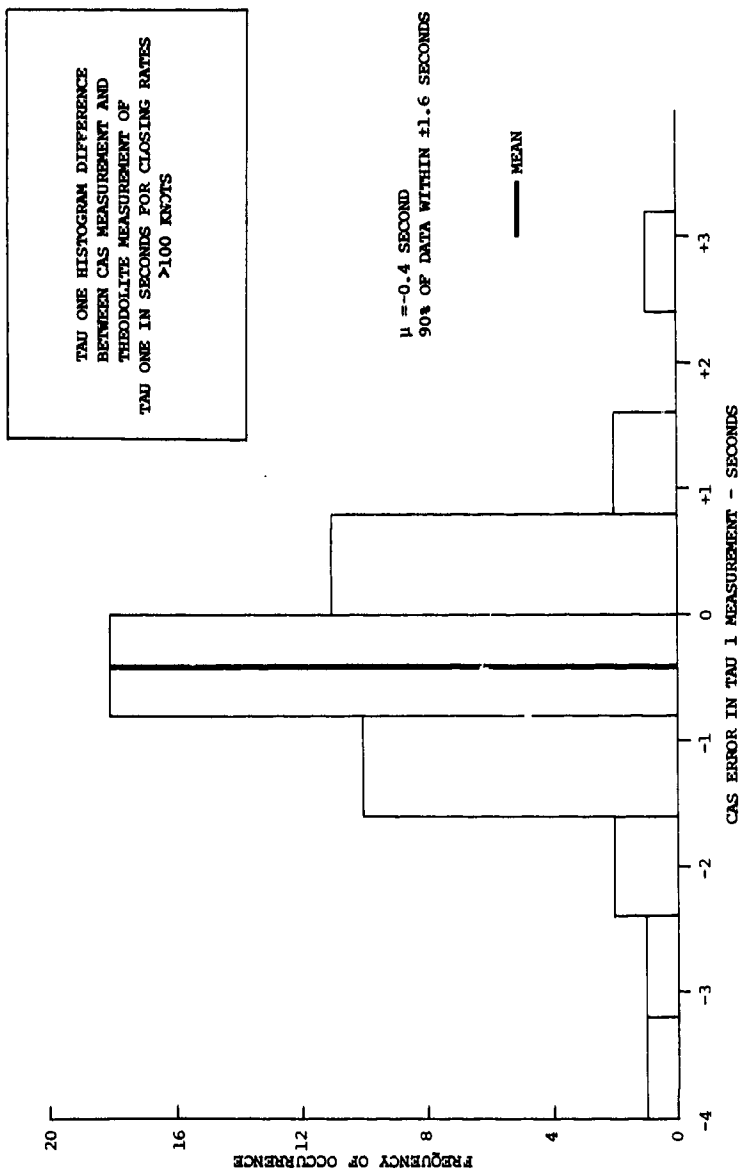 TAU ONE HISTOGRAM DIFFERENCE
BETWEEN CAS MEASUREMENT AND
THEODOLITE MEASUREMENT OF
TAU ONE IN SECONDS FOR CLOSING RATES
>100 KNOTS
μ =-0.4 SECOND
90% OF DATA WITHIN ±1.6 SECONDS
MEAN
FREQUENCY OF OCCURRENCE
20
16
12
8
4
0
-4
-3
-2
-1
0
+1
+2
+3
CAS ERROR IN TAU 1 MEASUREMENT - SECONDS